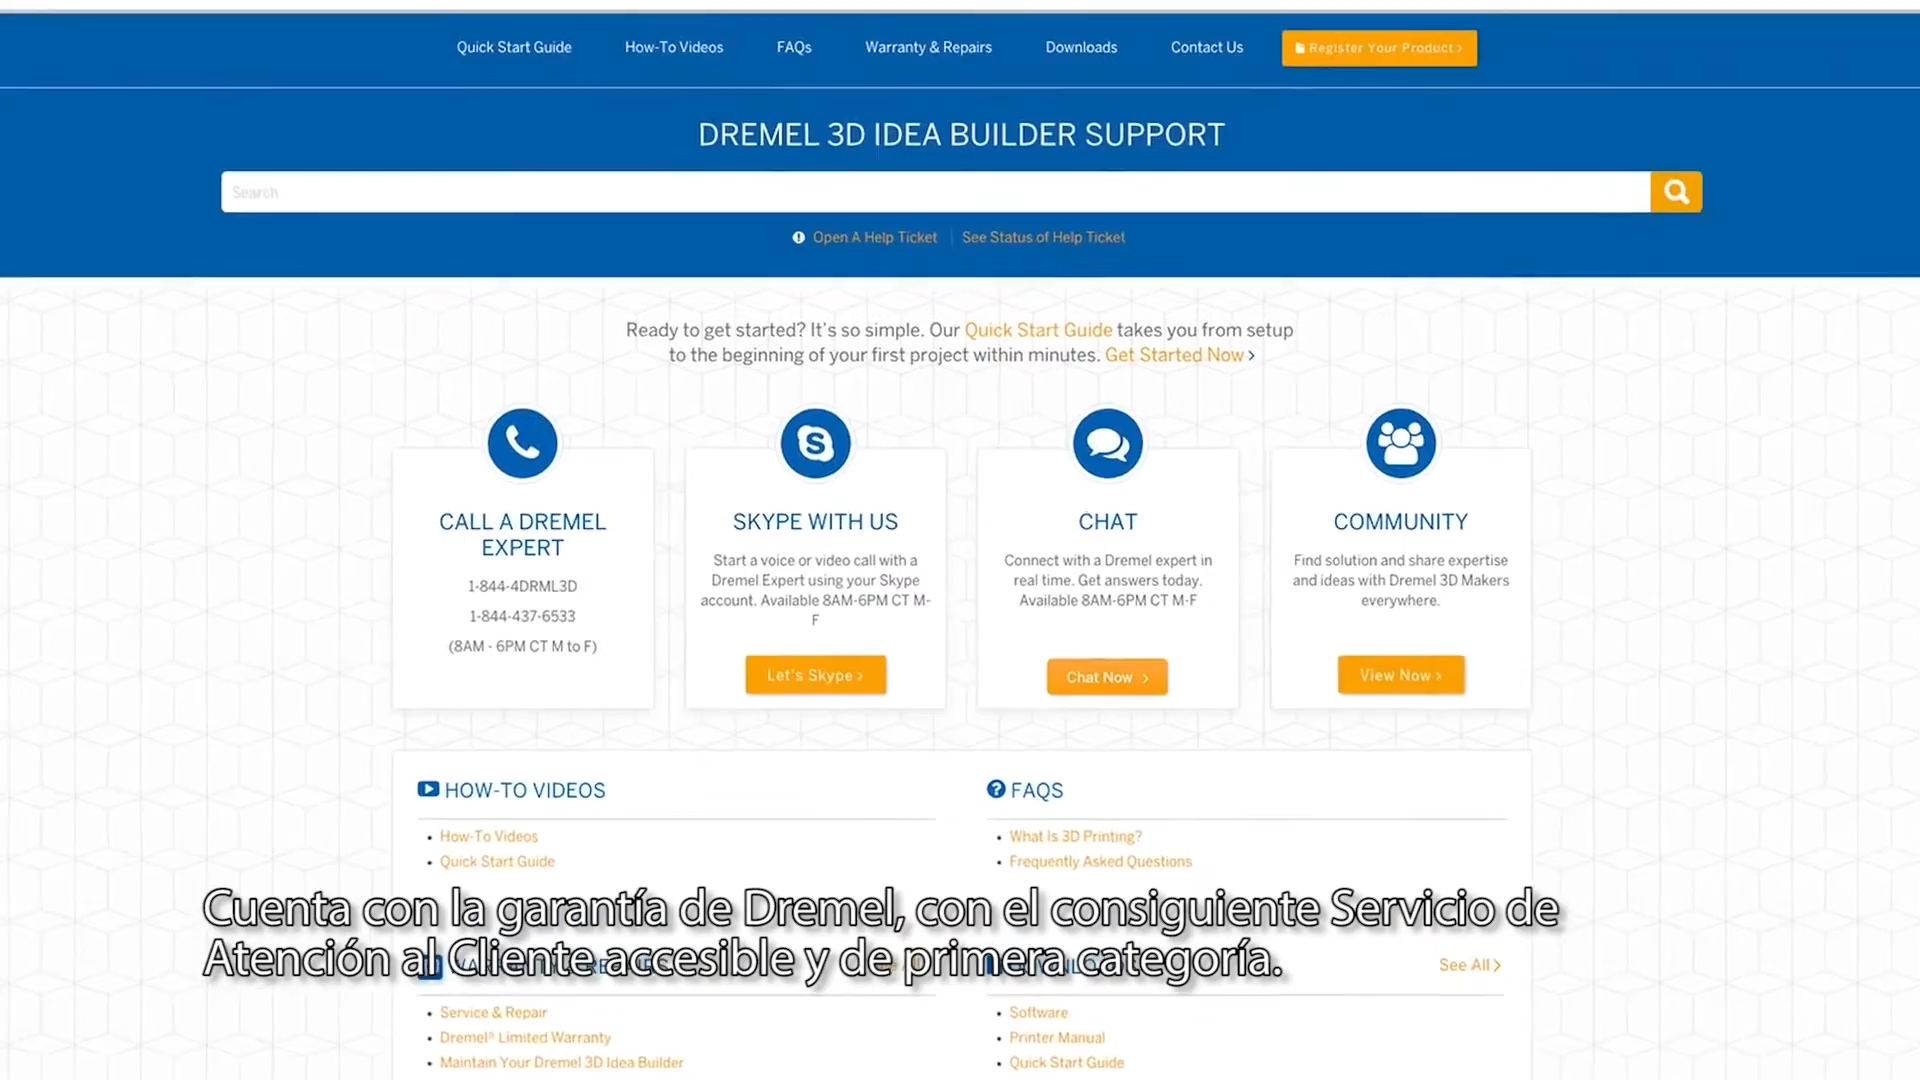 Quick Start Guide
How-To Videos
FAQs
Warranty & Repairs
Downloads
Contact Us
Register Your Product ›
DREMEL 3D IDEA BUILDER SUPPORT
Search
Open A Help Ticket
See Status of Help Ticket
Ready to get started? It's so simple. Our Quick Start Guide takes you from setup
to the beginning of your first project within minutes. Get Started Now ›
CALL A DREMEL
EXPERT
1-844-4DRML3D
1-844-437-6533
(8AM - 6PM CT M to F)
SKYPE WITH US
Start a voice or video call with a
Dremel Expert using your Skype
account. Available 8AM-6PM CT M-
F
Let's Skype ›
CHAT
Connect with a Dremel expert in
real time. Get answers today.
Available 8AM-6PM CT M-F
Chat Now ›
COMMUNITY
Find solution and share expertise
and ideas with Dremel 3D Makers
everywhere.
View Now ›
HOW-TO VIDEOS
• How-To Videos
• Quick Start Guide
FAQS
• What Is 3D Printing?
• Frequently Asked Questions
Cuenta con la garantía de Dremel, con el consiguiente Servicio de
Atención al Cliente accesible y de primera categoría.
See All ›
• Service & Repair
• Dremel® Limited Warranty
• Maintain Your Dremel 3D Idea Builder
• Software
• Printer Manual
• Quick Start Guide